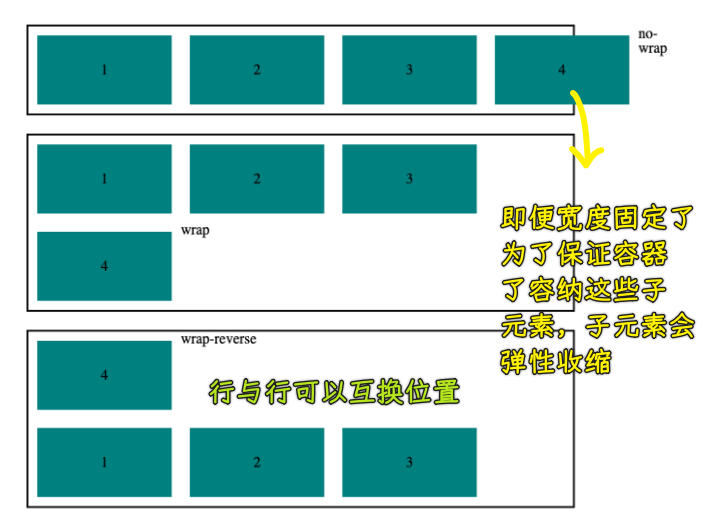 1
2
3
4
no-
wrap
1
2
3
wrap
4
即便宽度固定了
为了保证容器
了容纳这些子
元素，子元素会
弹性收缩
wrap-reverse
4
行与行可以互换位置
1
2
3